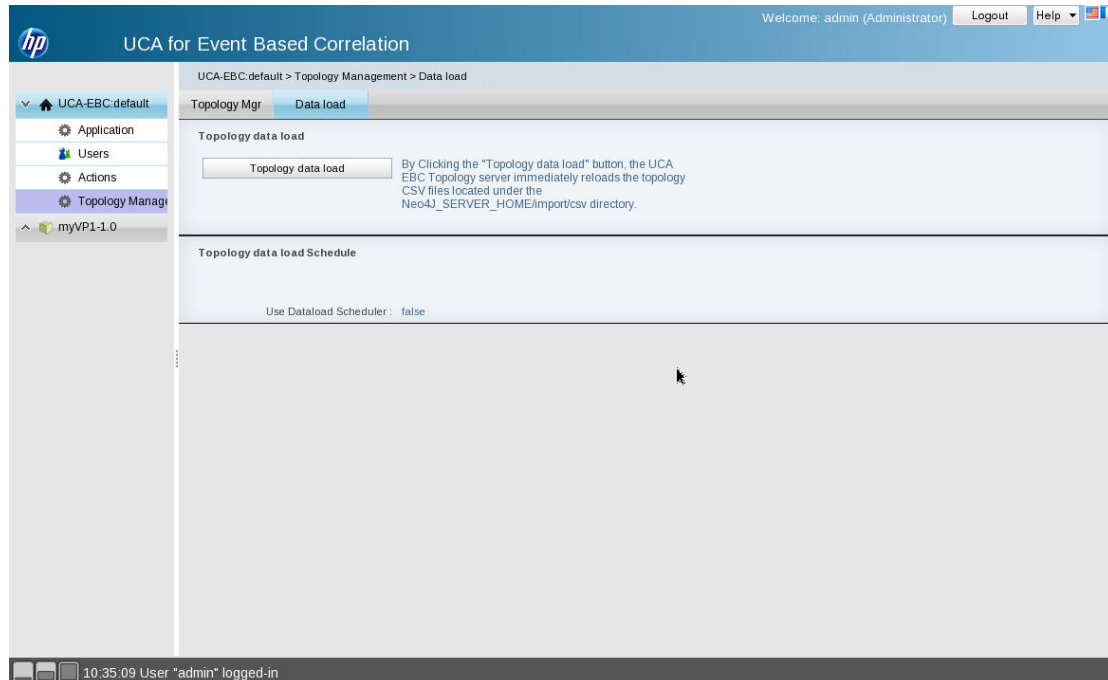 Welcome: admin (Administrator)
Logout
Help
hp
UCA for Event Based Correlation
UCA-EBC:default > Topology Management > Data load
UCA-EBC:default
Application
Users
Actions
Topology Manage
myVP1-1.0
Topology Mgr
Data load
Topology data load
Topology data load
By Clicking the "Topology data load" button, the UCA
EBC Topology server immediately reloads the topology
CSV files located under the
Neo4J_SERVER_HOME/import/csv directory.
Topology data load Schedule
Use Dataload Scheduler : false
10:35:09 User "admin" logged-in